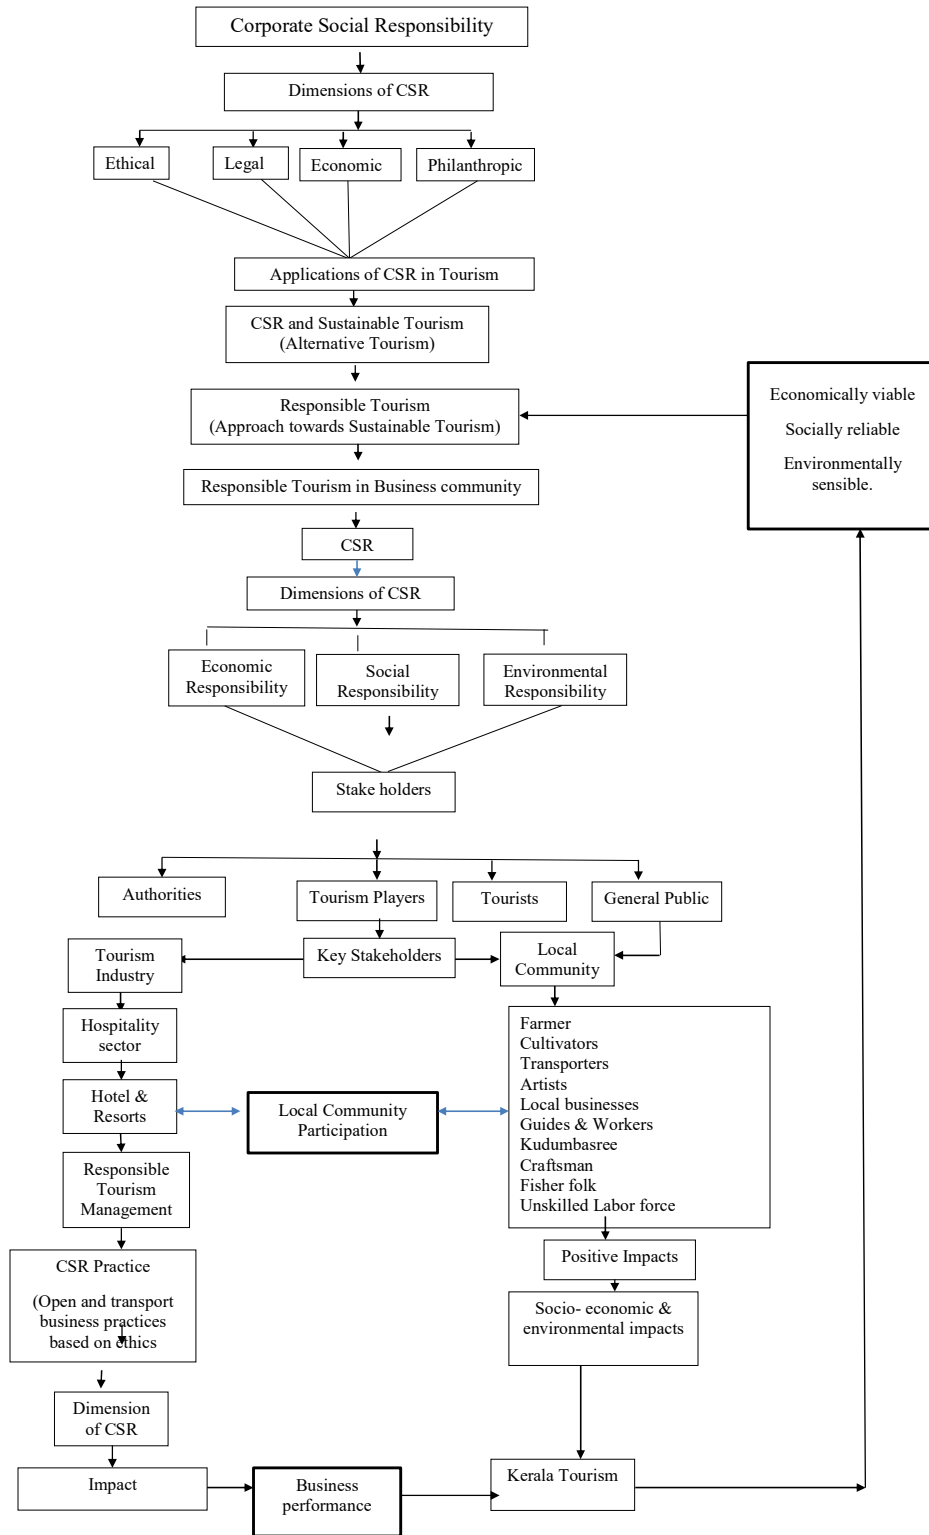 Corporate Social Responsibility
Dimensions of CSR
Ethical
Legal
Economic
Philanthropic
Applications of CSR in Tourism
CSR and Sustainable Tourism
(Alternative Tourism)
Responsible Tourism
(Approach towards Sustainable Tourism)
Economically viable
Socially reliable
Environmentally
sensible.
Responsible Tourism in Business community
CSR
Dimensions of CSR
Economic
Responsibility
Social
Responsibility
Environmental
Responsibility
Stake holders
Authorities
Tourism Players
Tourists
General Public
Tourism
Industry
Key Stakeholders
Local
Community
Hospitality
sector
Hotel &
Resorts
Local Community
Participation
Farmer
Cultivators
Transporters
Artists
Local businesses
Guides & Workers
Kudumbasree
Craftsman
Fisher folk
Unskilled Labor force
Responsible
Tourism
Management
CSR Practice
(Open and transport
business practices
based on ethics
Positive Impacts
Socio- economic &
environmental impacts
Dimension
of CSR
Impact
Business
performance
Kerala Tourism